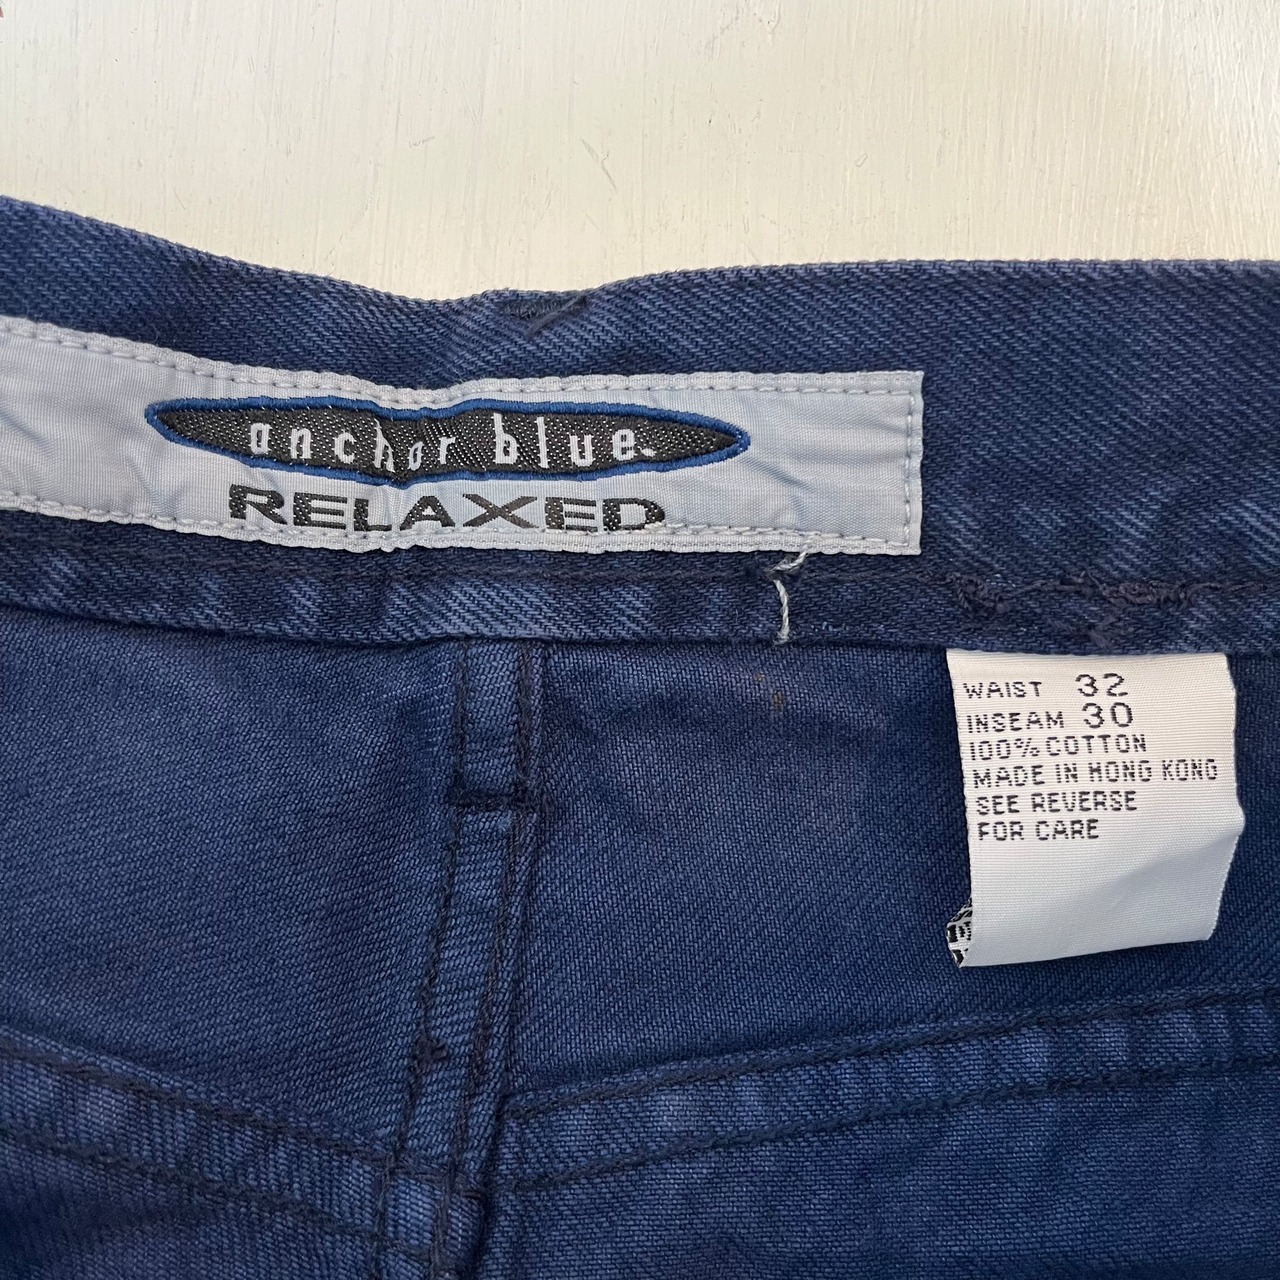 anchor blue
RELAXED
WAIST 32
INSEAM 30
100% COTTON
MADE IN HONG KONG
SEE REVERSE
FOR CARE